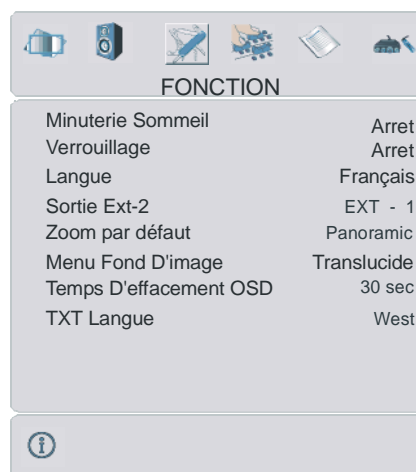 FONCTION
Minuterie Sommeil Arret
Verrouillage Arret
Langue Français
Sortie Ext-2 EXT - 1
Zoom par défaut Panoramic
Menu Fond D'image Translucide
Temps D'effacement OSD 30 sec
TXT Langue West